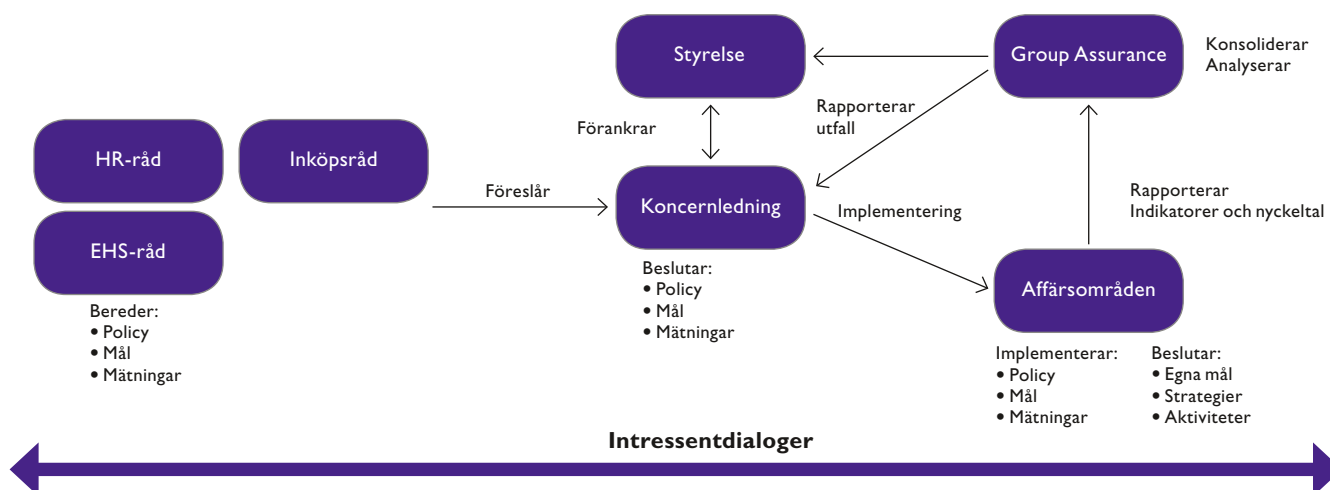 HR-råd
Inköpsråd
EHS-råd
Bereder:
• Policy
• Mål
• Mätningar
Föreslår
Styrelse
Förankrar
Koncernledning
Beslutar:
• Policy
• Mål
• Mätningar
Rapporterar
utfall
Implementering
Group Assurance
Konsoliderar
Analyserar
Rapporterar
Indikatorer och nyckeltal
Affärsområden
Implementerar:
• Policy
• Mål
• Mätningar
Beslutar:
• Egna mål
• Strategier
• Aktiviteter
Intressentdialoger